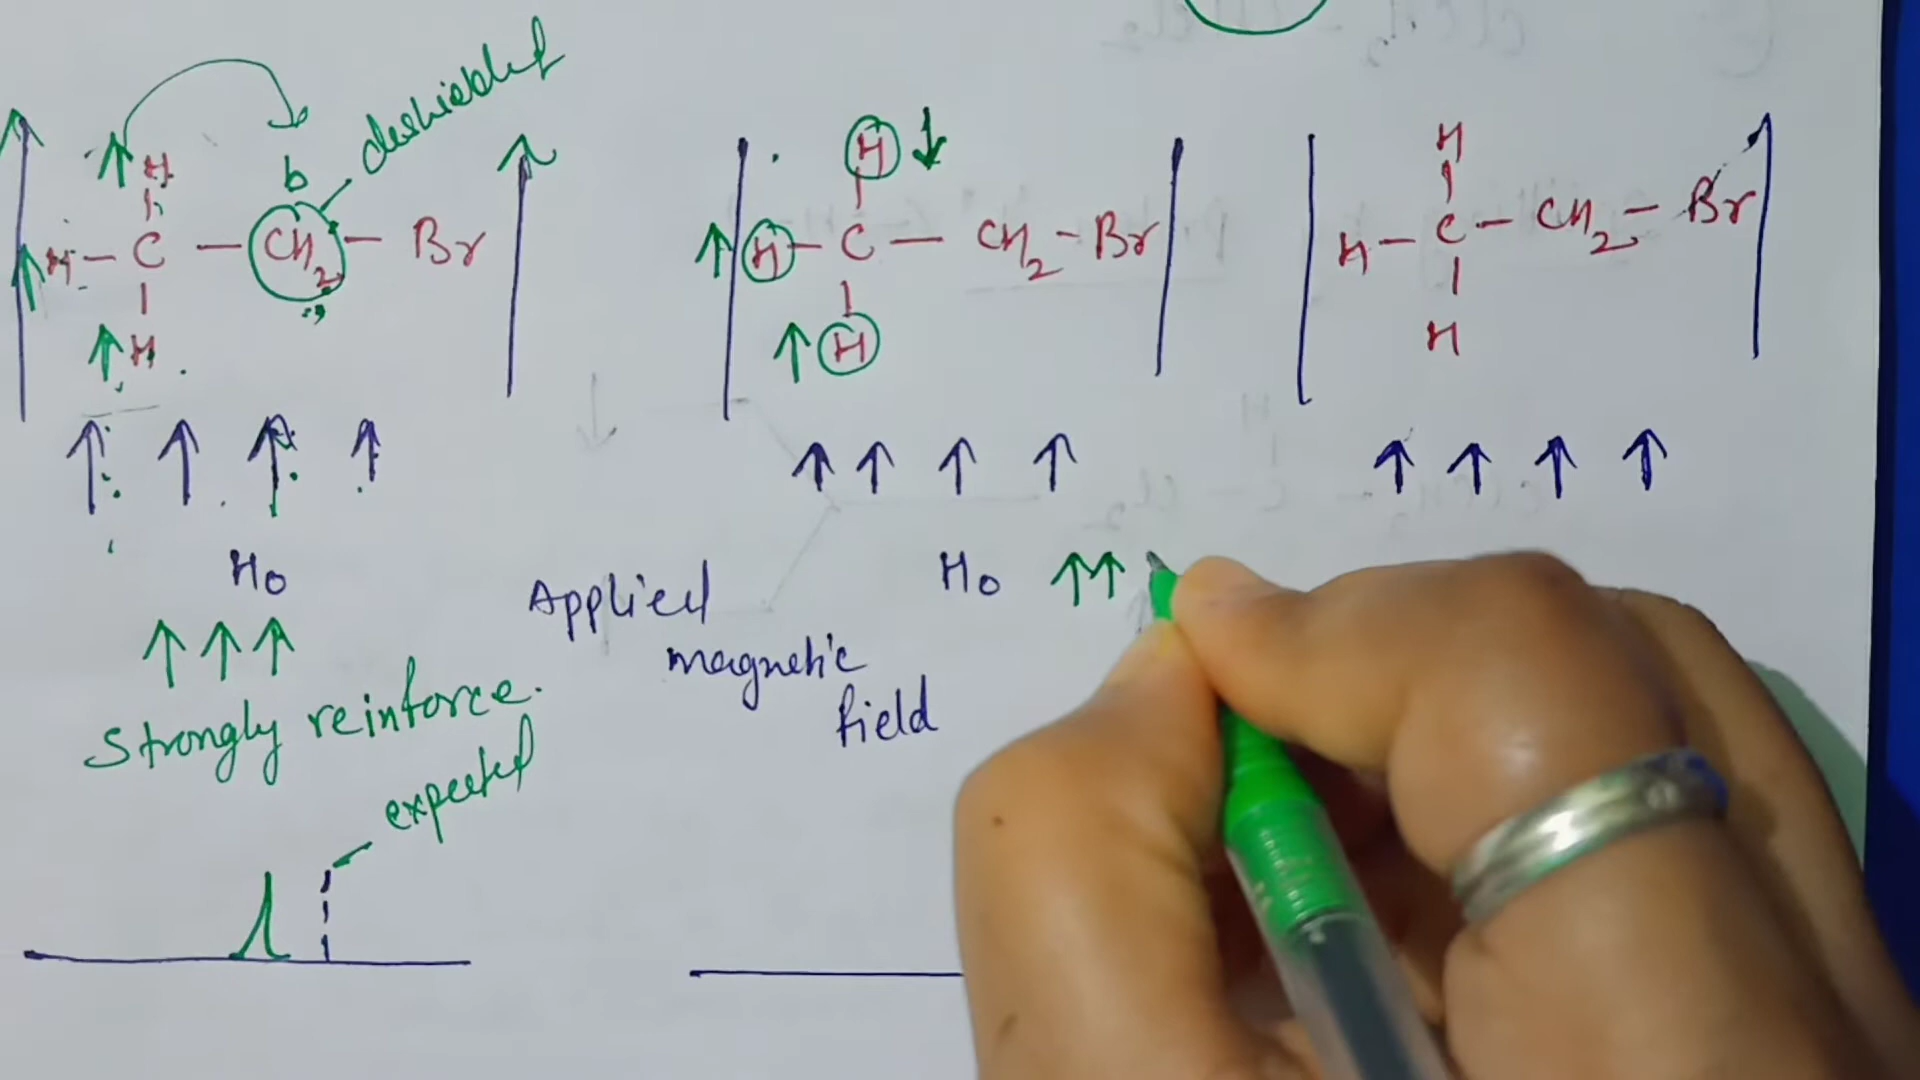 deshielded
b
H
H – C – CH2 – Br
H
H
H – C – CH2 – Br
H
H
H – C – CH2 – Br
H
Ho
Applied
magnetic
field
Ho
Strongly reinforce.
expected